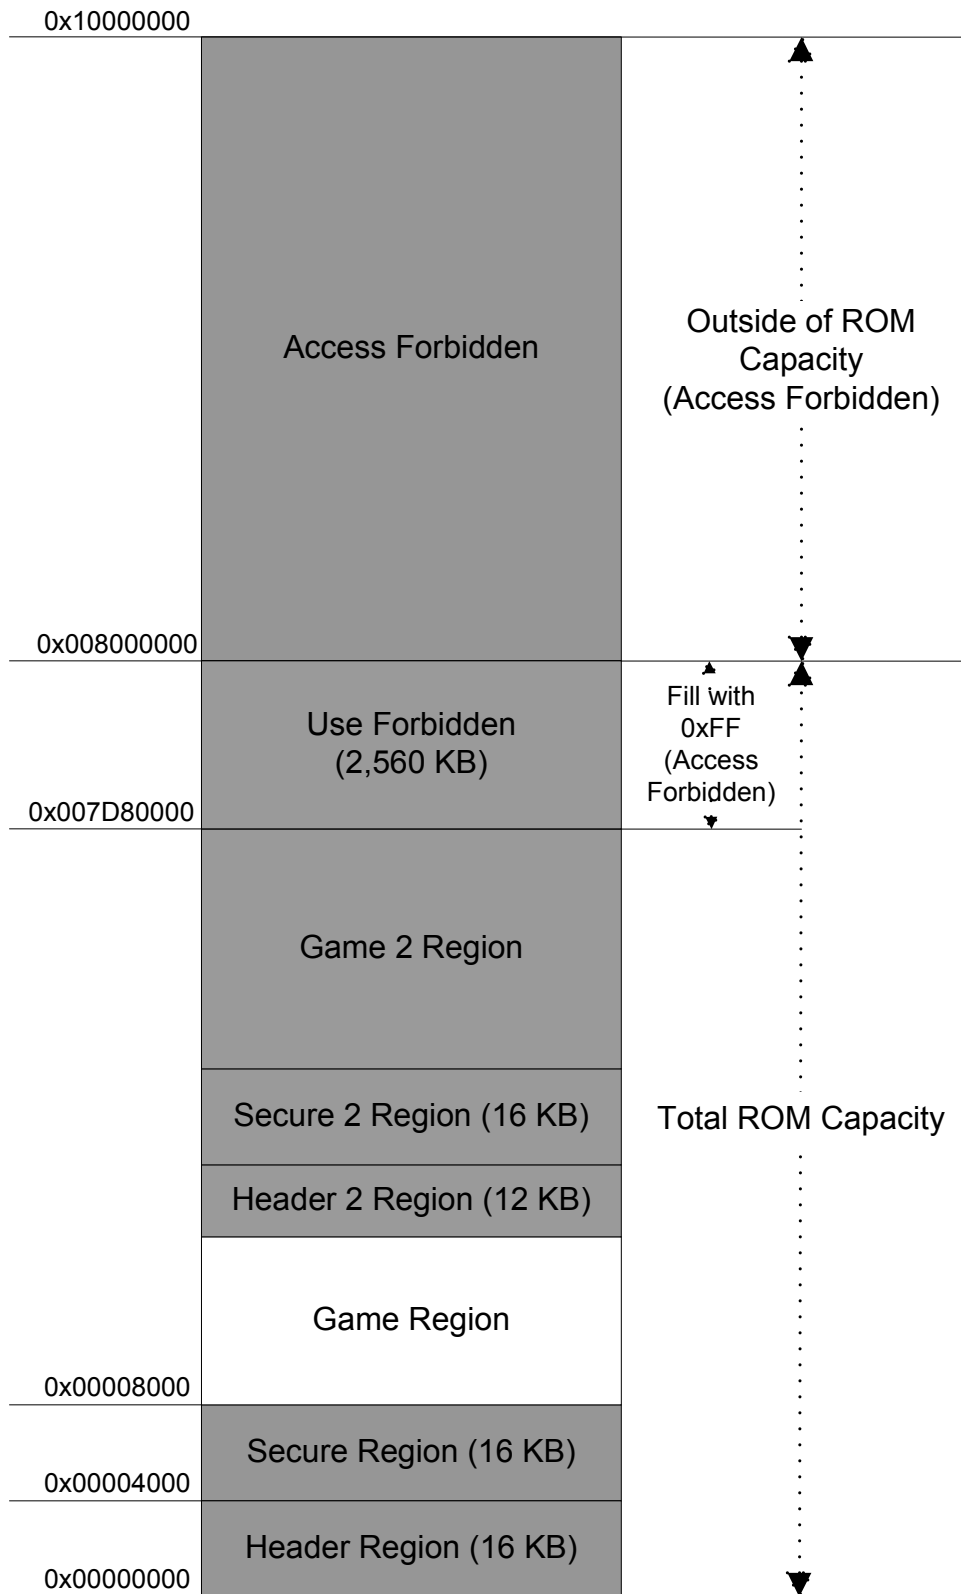 0x10000000
Access Forbidden
Outside of ROM
Capacity
(Access Forbidden)
0x008000000
Use Forbidden
(2,560 KB)
Fill with
0xFF
(Access
Forbidden)
0x007D80000
Game 2 Region
Secure 2 Region (16 KB)
Total ROM Capacity
Header 2 Region (12 KB)
Game Region
0x00008000
Secure Region (16 KB)
0x00004000
Header Region (16 KB)
0x00000000